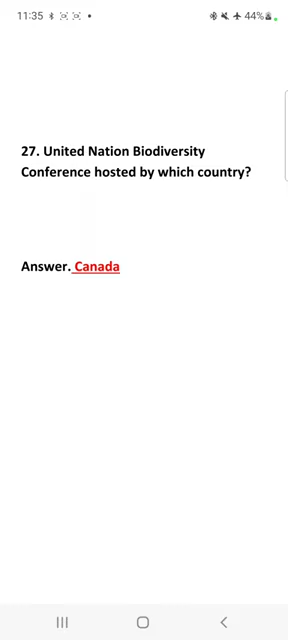 11:35
44%
27. United Nation Biodiversity
Conference hosted by which country?
Answer. Canada